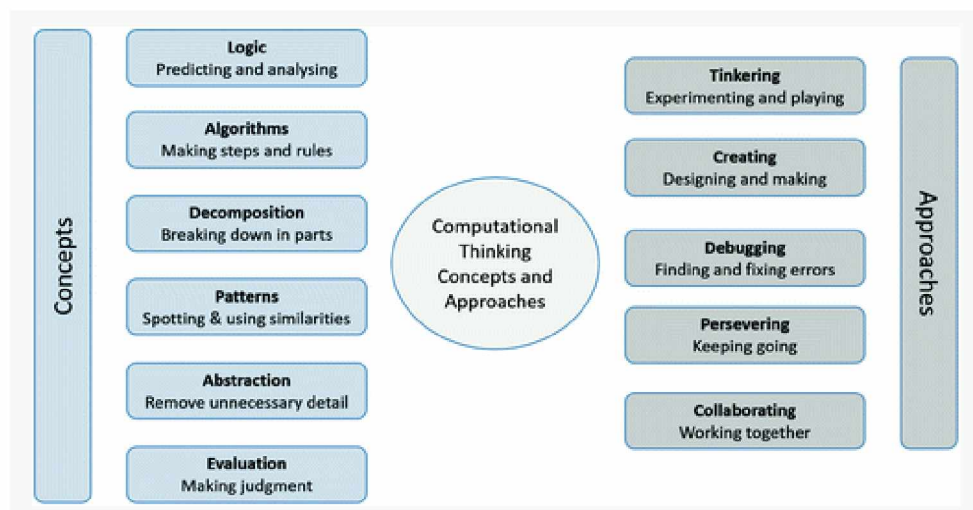 Concepts
Logic
Predicting and analysing
Algorithms
Making steps and rules
Decomposition
Breaking down in parts
Patterns
Spotting & using similarities
Abstraction
Remove unnecessary detail
Evaluation
Making judgment
Computational
Thinking
Concepts and
Approaches
Tinkering
Experimenting and playing
Creating
Designing and making
Debugging
Finding and fixing errors
Persevering
Keeping going
Collaborating
Working together
Approaches